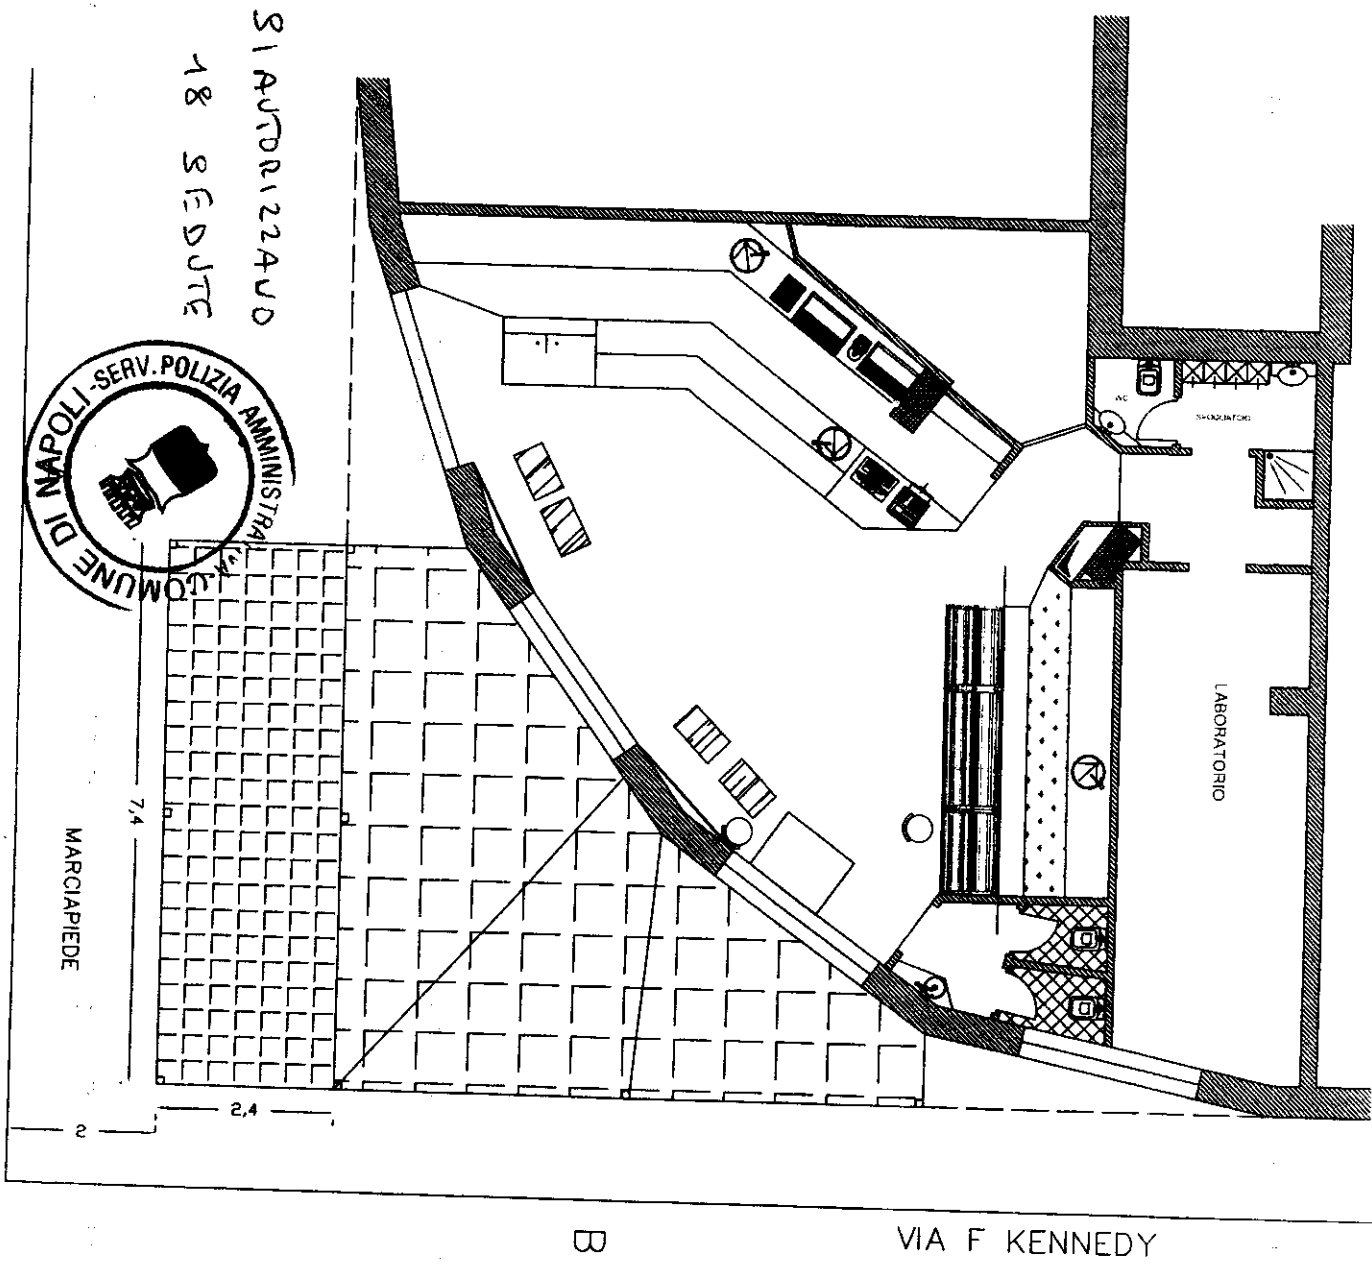 SI AUTORIZZANO
18 SEDUTE
COMUNE DI NAPOLI - SERV. POLIZIA AMMINISTRATIVA
WC
SPOGLIATOIO
LABORATORIO
7,4
MARCIAPIEDE
2,4
2
B
VIA F KENNEDY